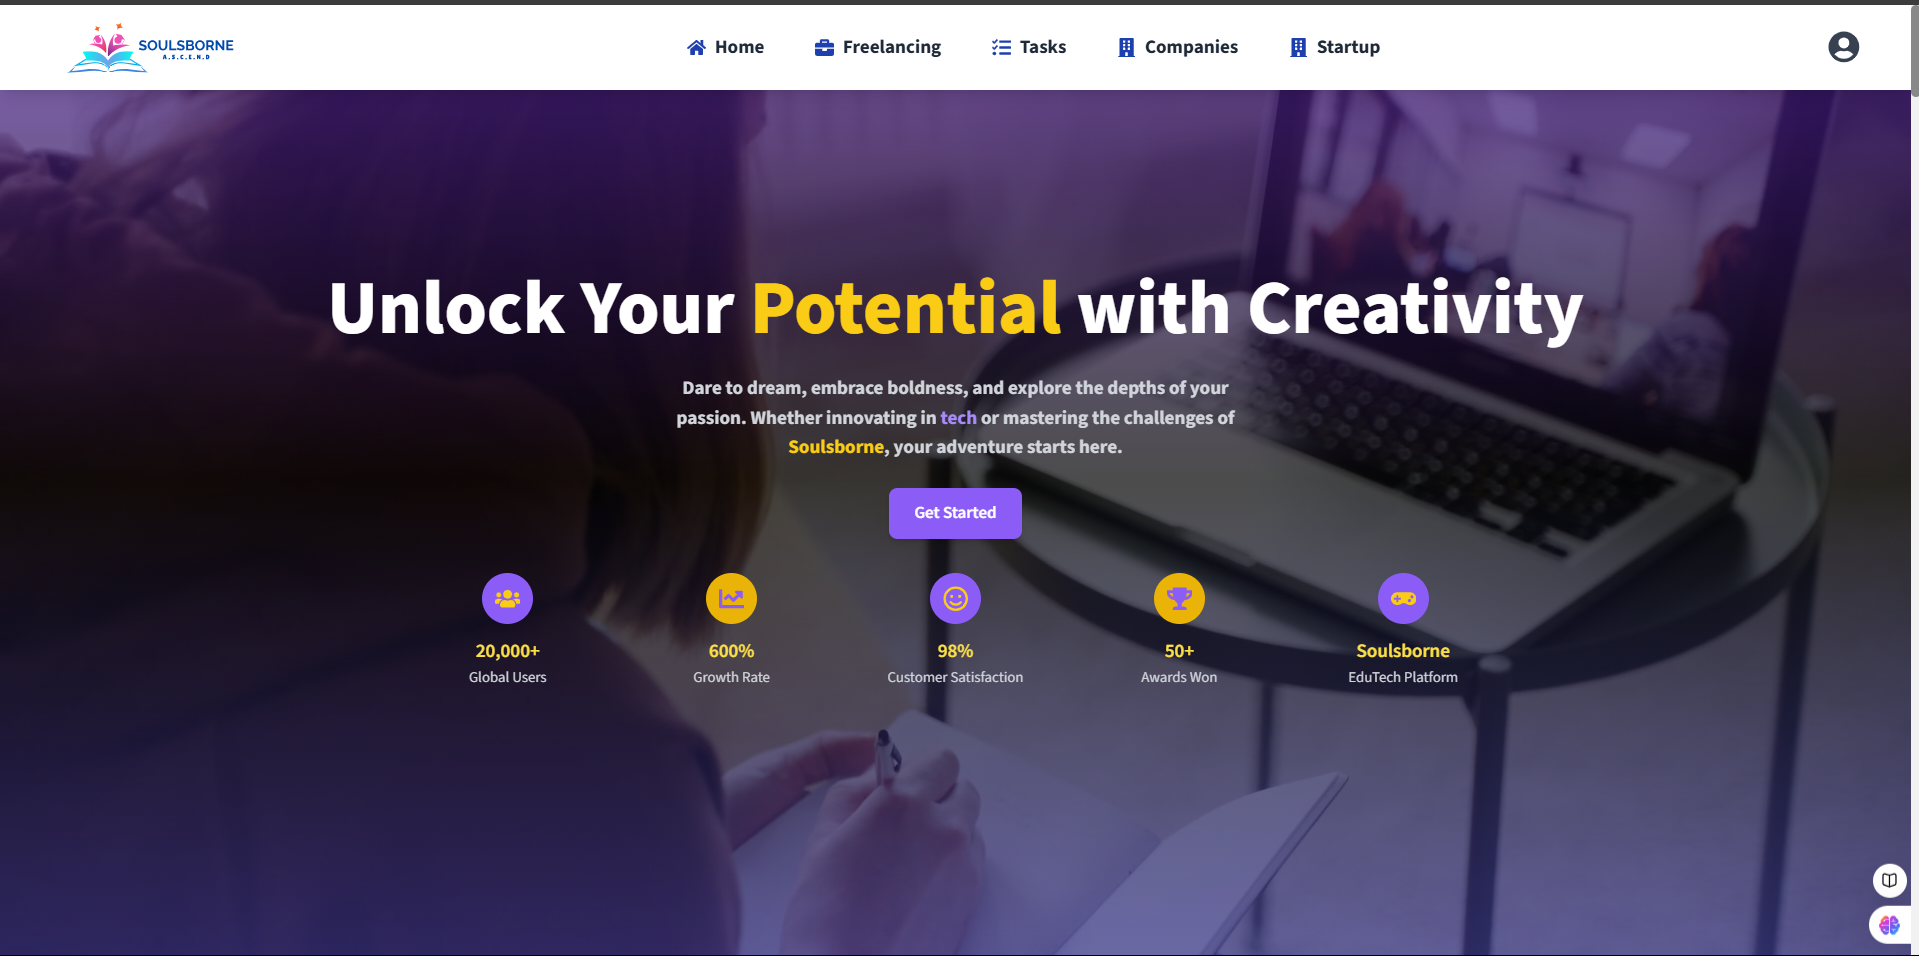 SOULSBORNE
A.S.C.E.N.D
Home
Freelancing
Tasks
Companies
Startup
Unlock Your Potential with Creativity
Dare to dream, embrace boldness, and explore the depths of your
passion. Whether innovating in tech or mastering the challenges of
Soulsborne, your adventure starts here.
Get Started
20,000+
Global Users
600%
Growth Rate
98%
Customer Satisfaction
50+
Awards Won
Soulsborne
EduTech Platform